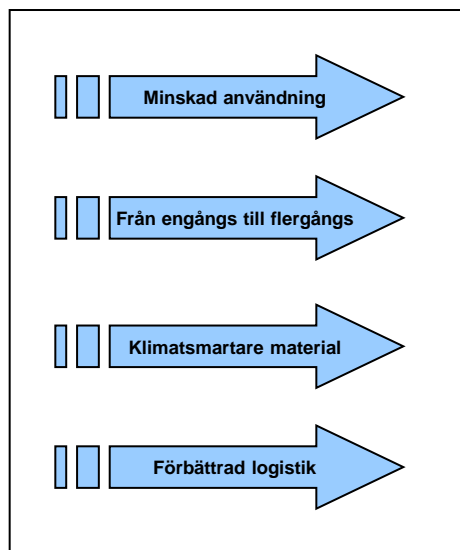 Minskad användning
Från engångs till flergångs
Klimatsmartare material
Förbättrad logistik